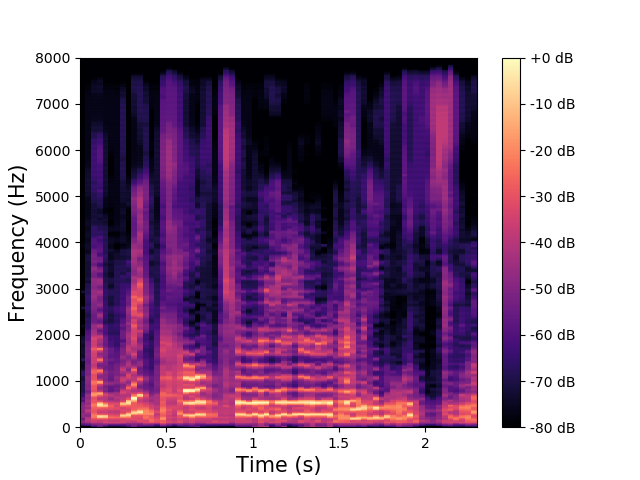 8000
7000
6000
5000
4000
3000
2000
1000
0
Frequency (Hz)
0 0.5 1 1.5 2
Time (s)
+0 dB
-10 dB
-20 dB
-30 dB
-40 dB
-50 dB
-60 dB
-70 dB
-80 dB